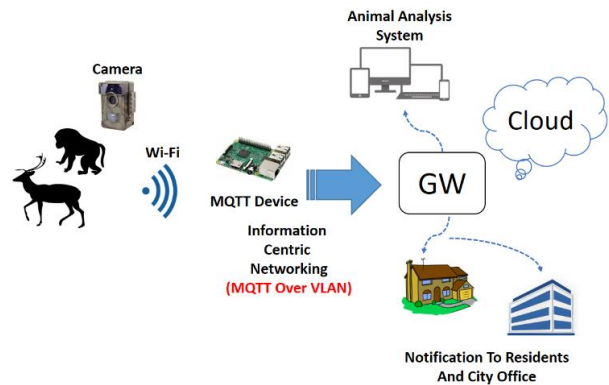 Animal Analysis
System
Camera
Cloud
Wi-Fi
GW
MQTT Device
Information
Centric
Networking
(MQTT Over VLAN)
Notification To Residents
And City Office